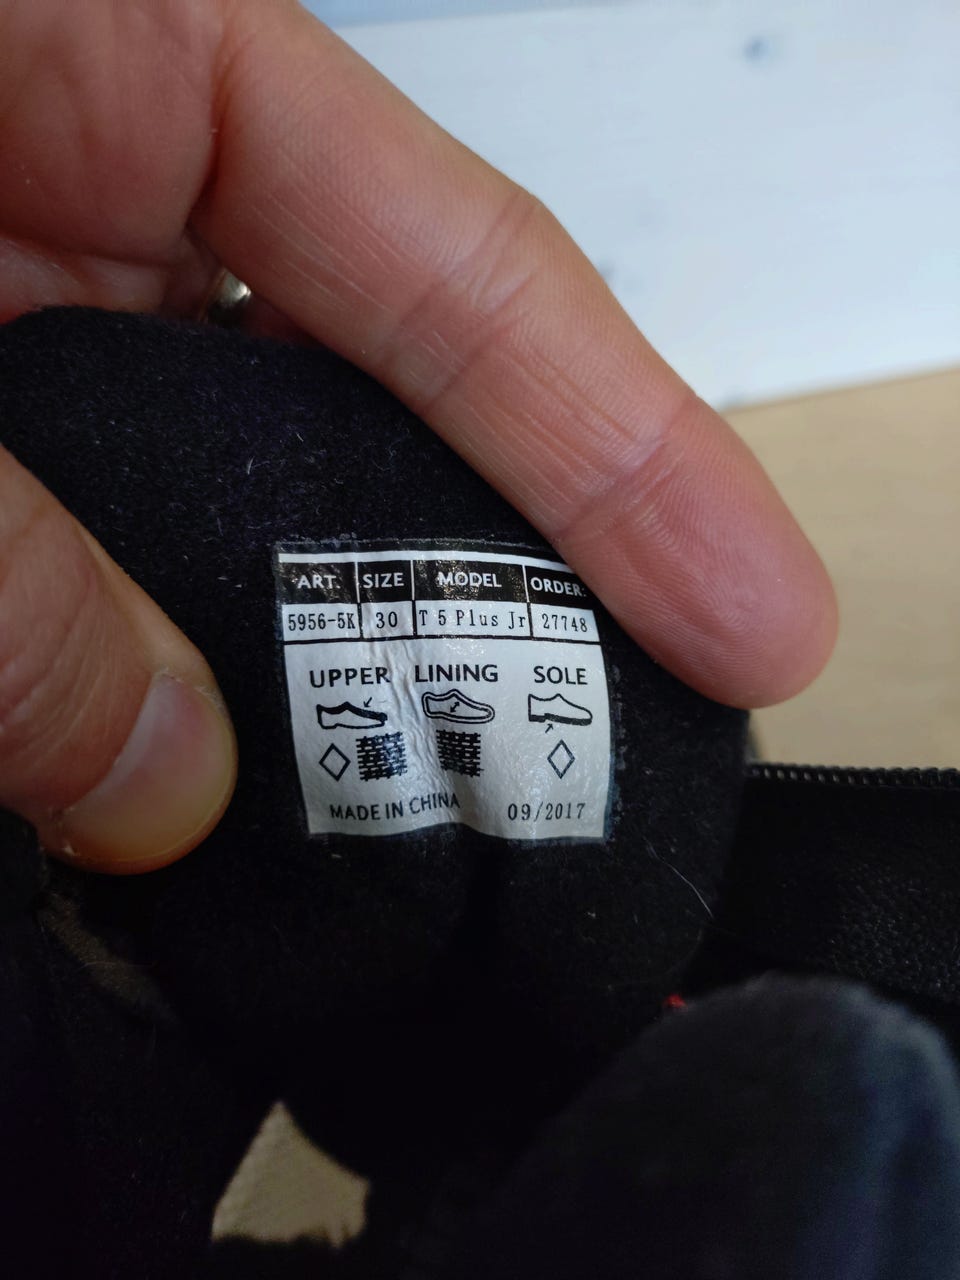 ART. SIZE MODEL ORDER:
5956-5K 30 T 5 Plus Jr 27748
UPPER LINING SOLE
MADE IN CHINA 09/2017